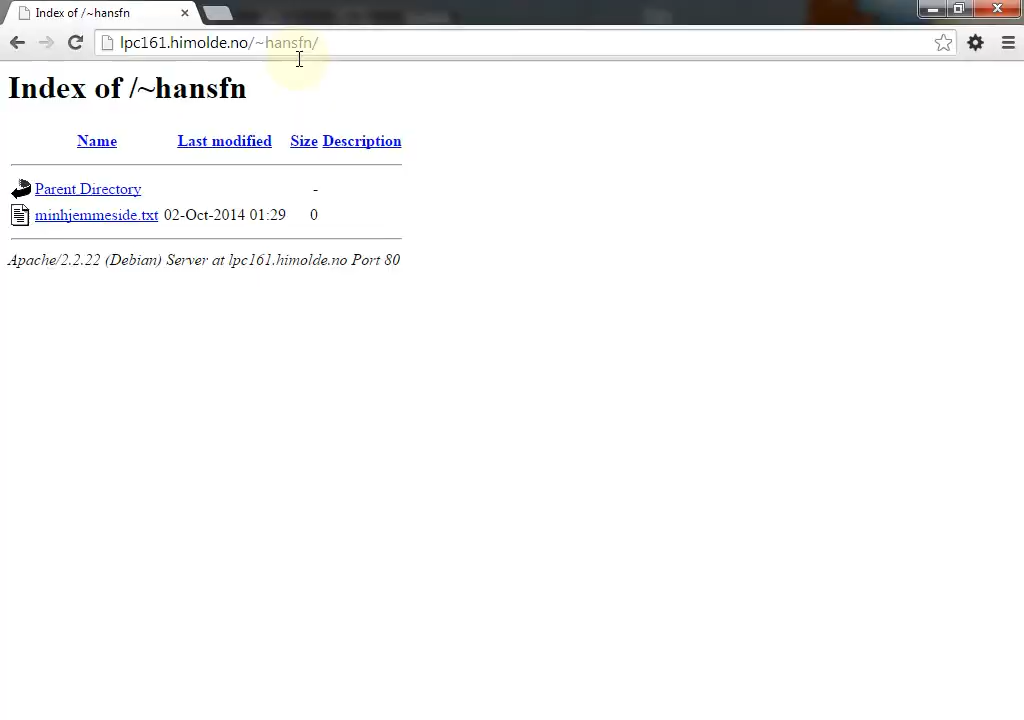 Index of /~hansfn
lpc161.himolde.no/~hansfn/
Index of /~hansfn
Name Last modified Size Description
Parent Directory -
minhjemmeside.txt 02-Oct-2014 01:29 0
Apache/2.2.22 (Debian) Server at lpc161.himolde.no Port 80